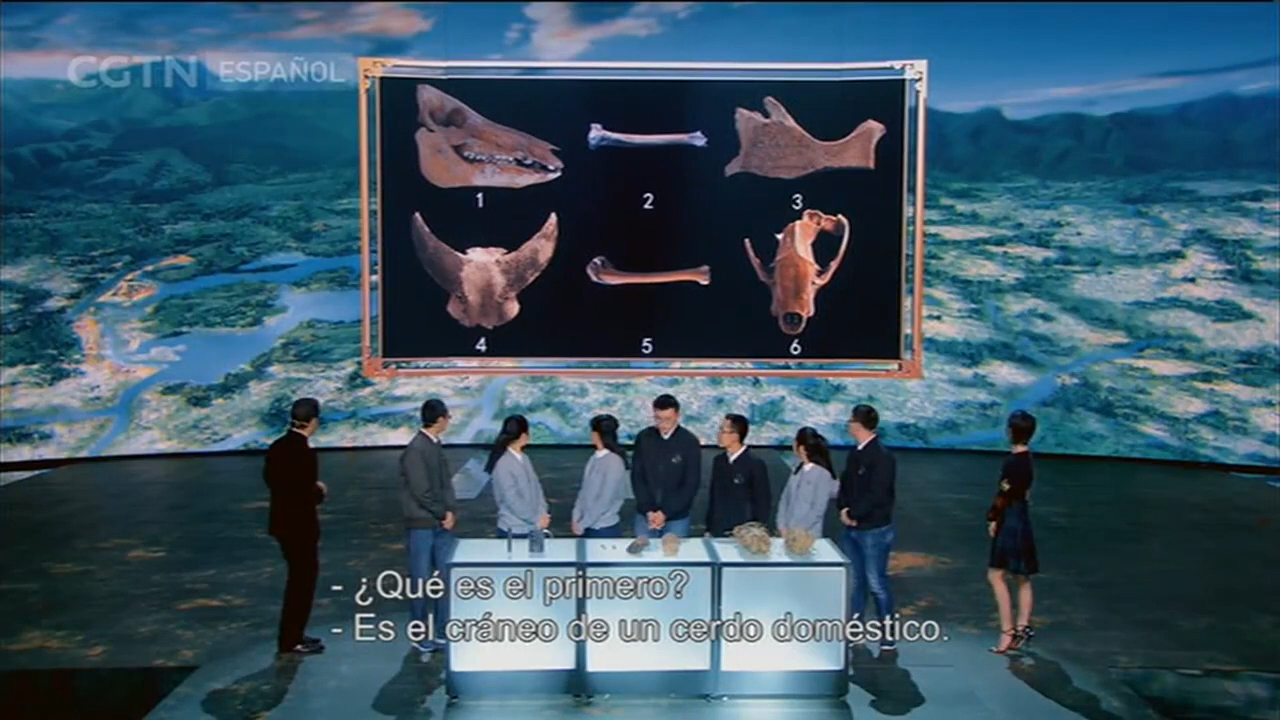 CGTN ESPAÑOL
1 2 3
4 5 6
- ¿Qué es el primero?
- Es el cráneo de un cerdo doméstico.